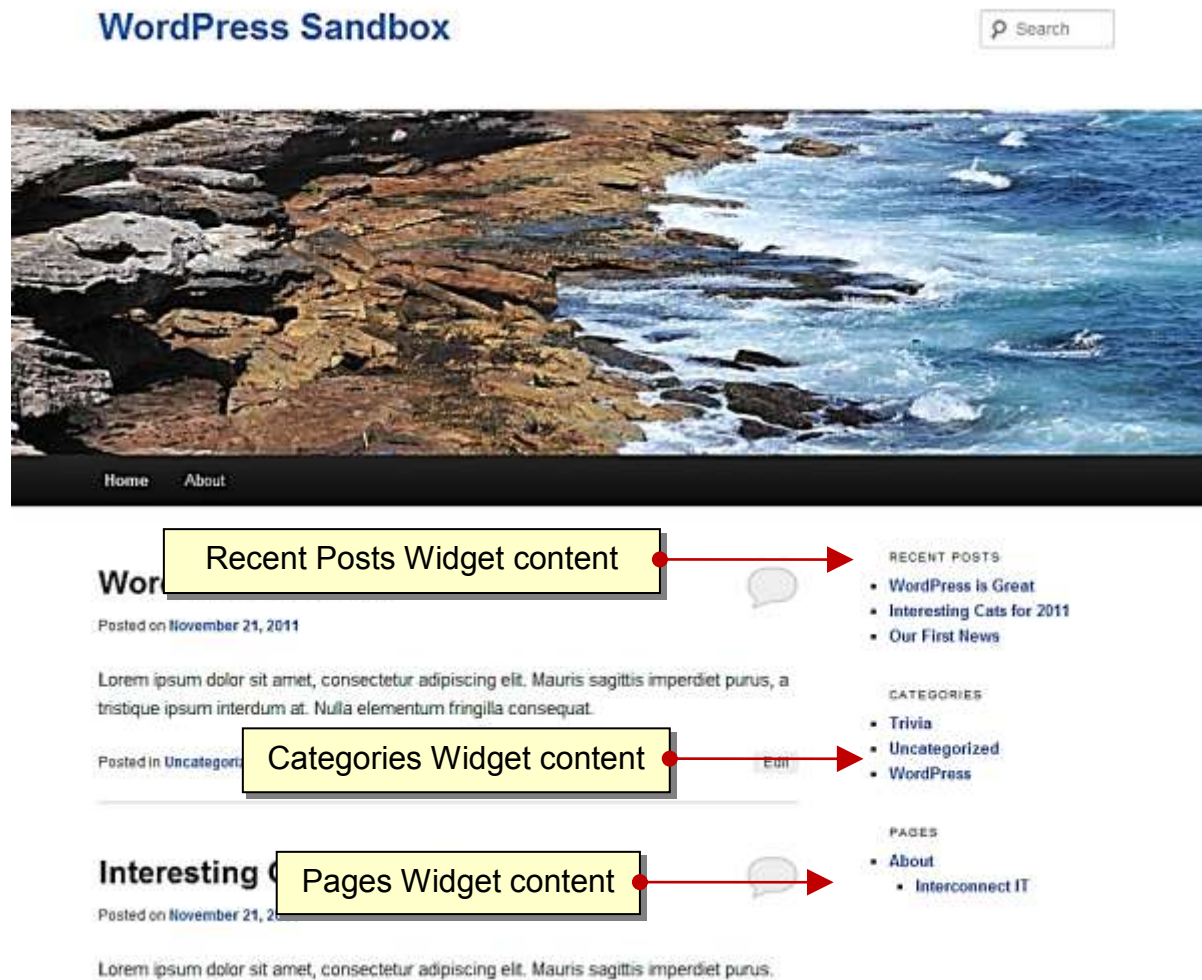 WordPress Sandbox
Search
Home About
Recent Posts Widget content
Wor
Posted on November 21, 2011
Lorem ipsum dolor sit amet, consectetur adipiscing elit. Mauris sagittis imperdiet purus, a
tristique ipsum interdum at. Nulla elementum fringilla consequat.
Categories Widget content
Posted in Uncategoriz
Edit
Interesting
Pages Widget content
Posted on November 21, 2
Lorem ipsum dolor sit amet, consectetur adipiscing elit. Mauris sagittis imperdiet purus.
RECENT POSTS
WordPress is Great
Interesting Cats for 2011
Our First News
CATEGORIES
Trivia
Uncategorized
WordPress
PAGES
About
Interconnect IT